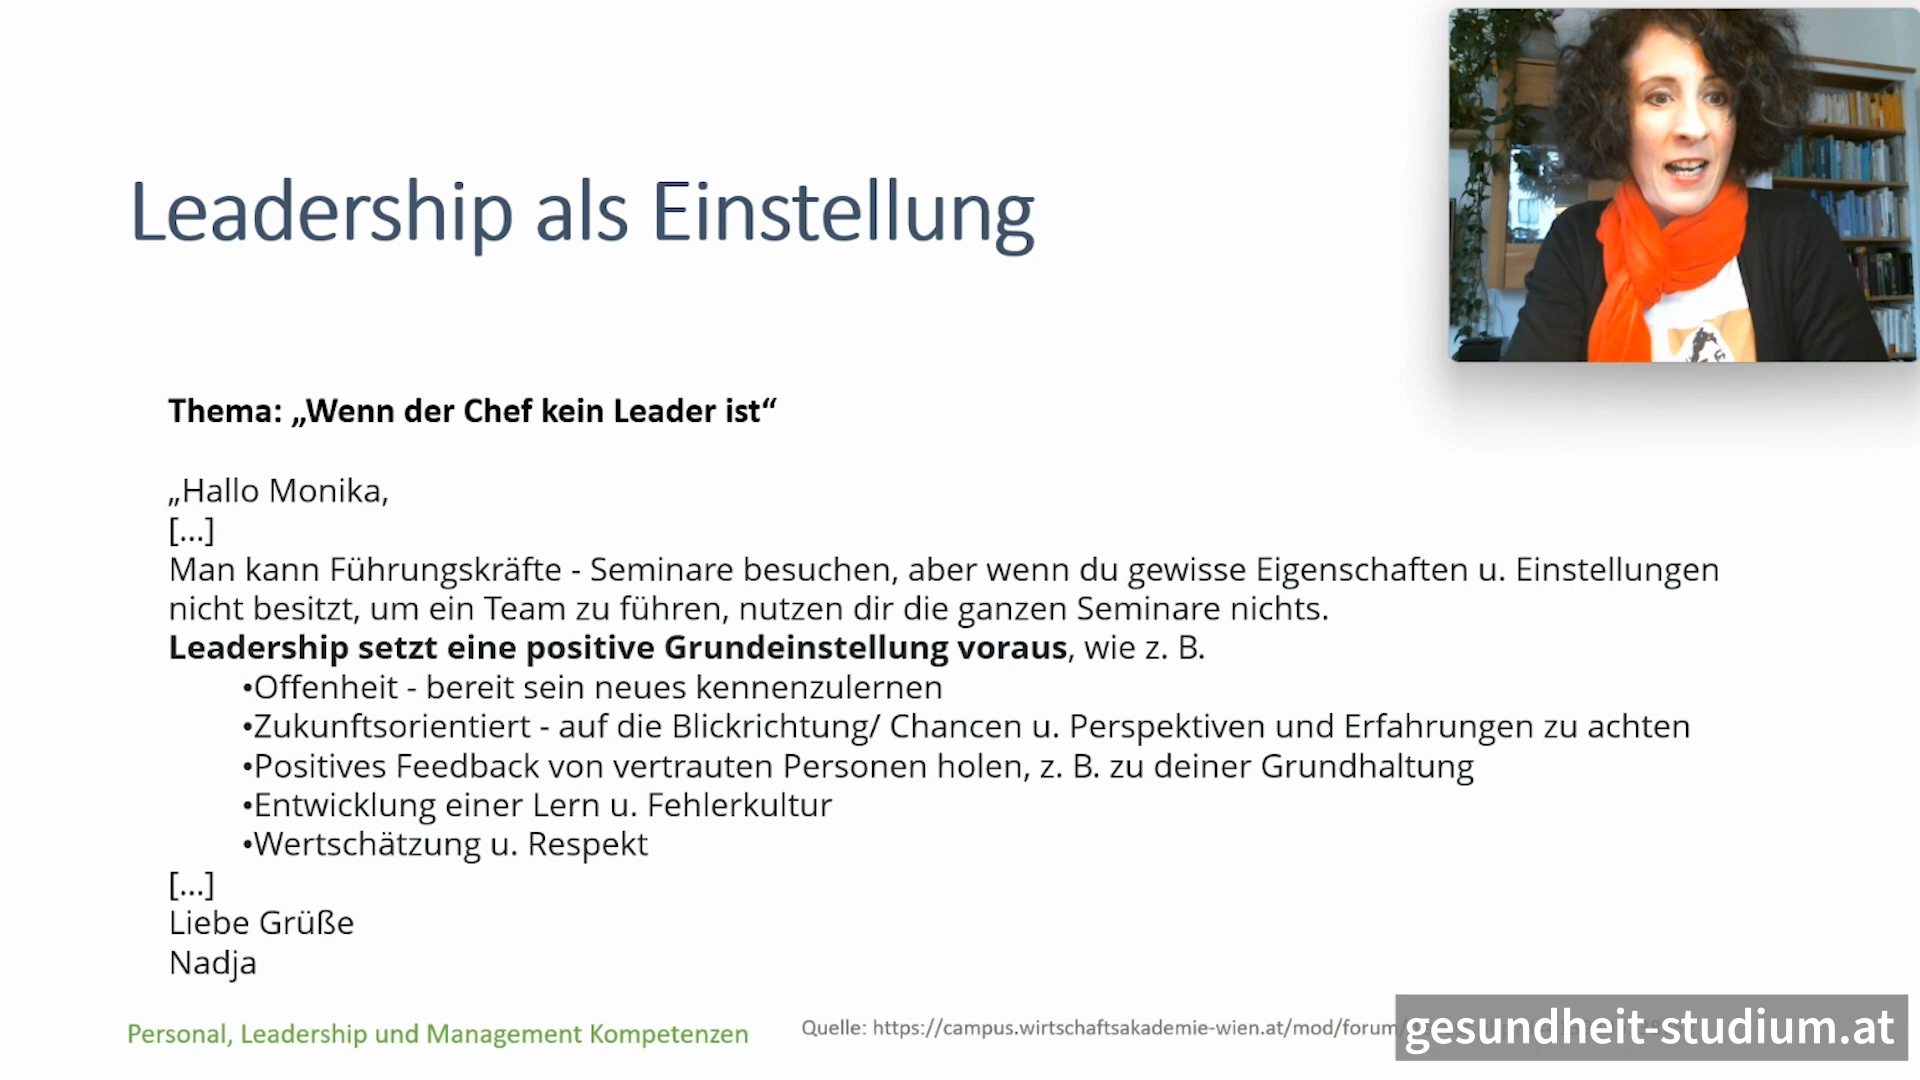 Leadership als Einstellung
Thema: „Wenn der Chef kein Leader ist“
„Hallo Monika,
[...]
Man kann Führungskräfte - Seminare besuchen, aber wenn du gewisse Eigenschaften u. Einstellungen
nicht besitzt, um ein Team zu führen, nutzen dir die ganzen Seminare nichts.
Leadership setzt eine positive Grundeinstellung voraus, wie z. B.
•Offenheit - bereit sein neues kennenzulernen
•Zukunftsorientiert - auf die Blickrichtung/ Chancen u. Perspektiven und Erfahrungen zu achten
•Positives Feedback von vertrauten Personen holen, z. B. zu deiner Grundhaltung
•Entwicklung einer Lern u. Fehlerkultur
•Wertschätzung u. Respekt
[...]
Liebe Grüße
Nadja
Personal, Leadership und Management Kompetenzen
Quelle: https://campus.wirtschaftsakademie-wien.at/mod/forum
gesundheit-studium.at